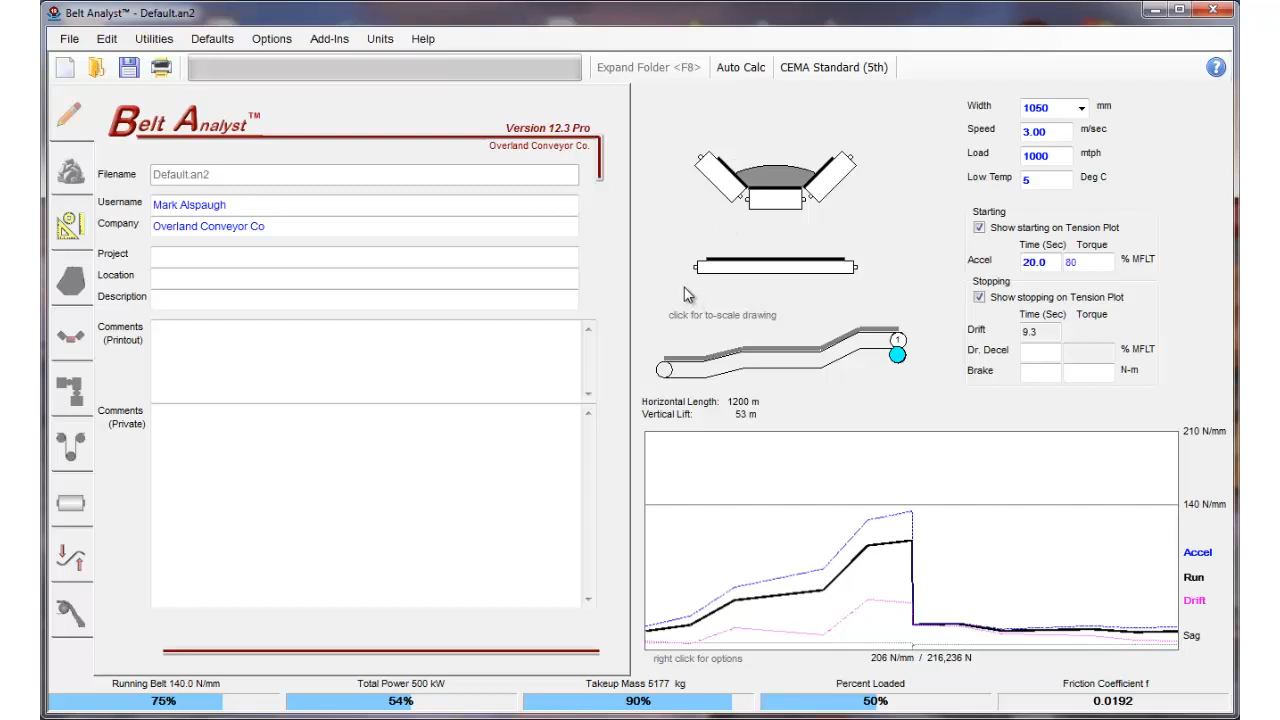 Belt Analyst™ - Default.an2
File Edit Utilities Defaults Options Add-Ins Units Help
Expand Folder <F8> Auto Calc CEMA Standard (5th) ?
Belt Analyst™
Version 12.3 Pro
Overland Conveyor Co.
Filename Default.an2
Username Mark Alspaugh
Company Overland Conveyor Co
Project
Location
Description
Comments
(Printout)
Comments
(Private)
click for to-scale drawing
1
Horizontal Length: 1200 m
Vertical Lift: 53 m
Width 1050 mm
Speed 3.00 m/sec
Load 1000 mtph
Low Temp 5 Deg C
Starting
Show starting on Tension Plot
Time (Sec) Torque
Accel 20.0 80 % MFLT
Stopping
Show stopping on Tension Plot
Time (Sec) Torque
Drift 9.3
Dr. Decel % MFLT
Brake N-m
210 N/mm
140 N/mm
Accel
Run
Drift
Sag
right click for options 206 N/mm / 216,236 N
Running Belt 140.0 N/mm Total Power 500 kW Takeup Mass 5177 kg Percent Loaded Friction Coefficient f
75% 54% 90% 50% 0.0192